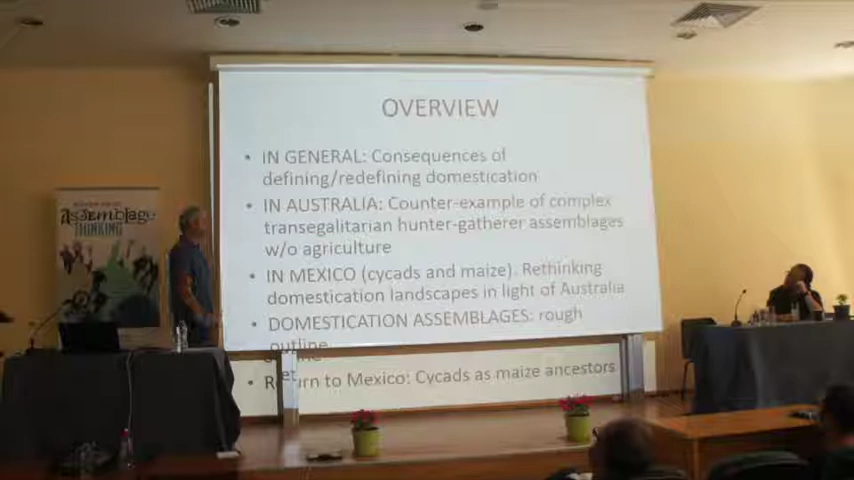 OVERVIEW
• IN GENERAL: Consequences of
defining/redefining domestication
• IN AUSTRALIA: Counter-example of complex
transegalitarian hunter-gatherer assemblages
w/o agriculture
• IN MEXICO (cycads and maize). Rethinking
domestication landscapes in light of Australia
• DOMESTICATION ASSEMBLAGES: rough
outline
• Return to Mexico: Cycads as maize ancestors
Assemblage
THINKING